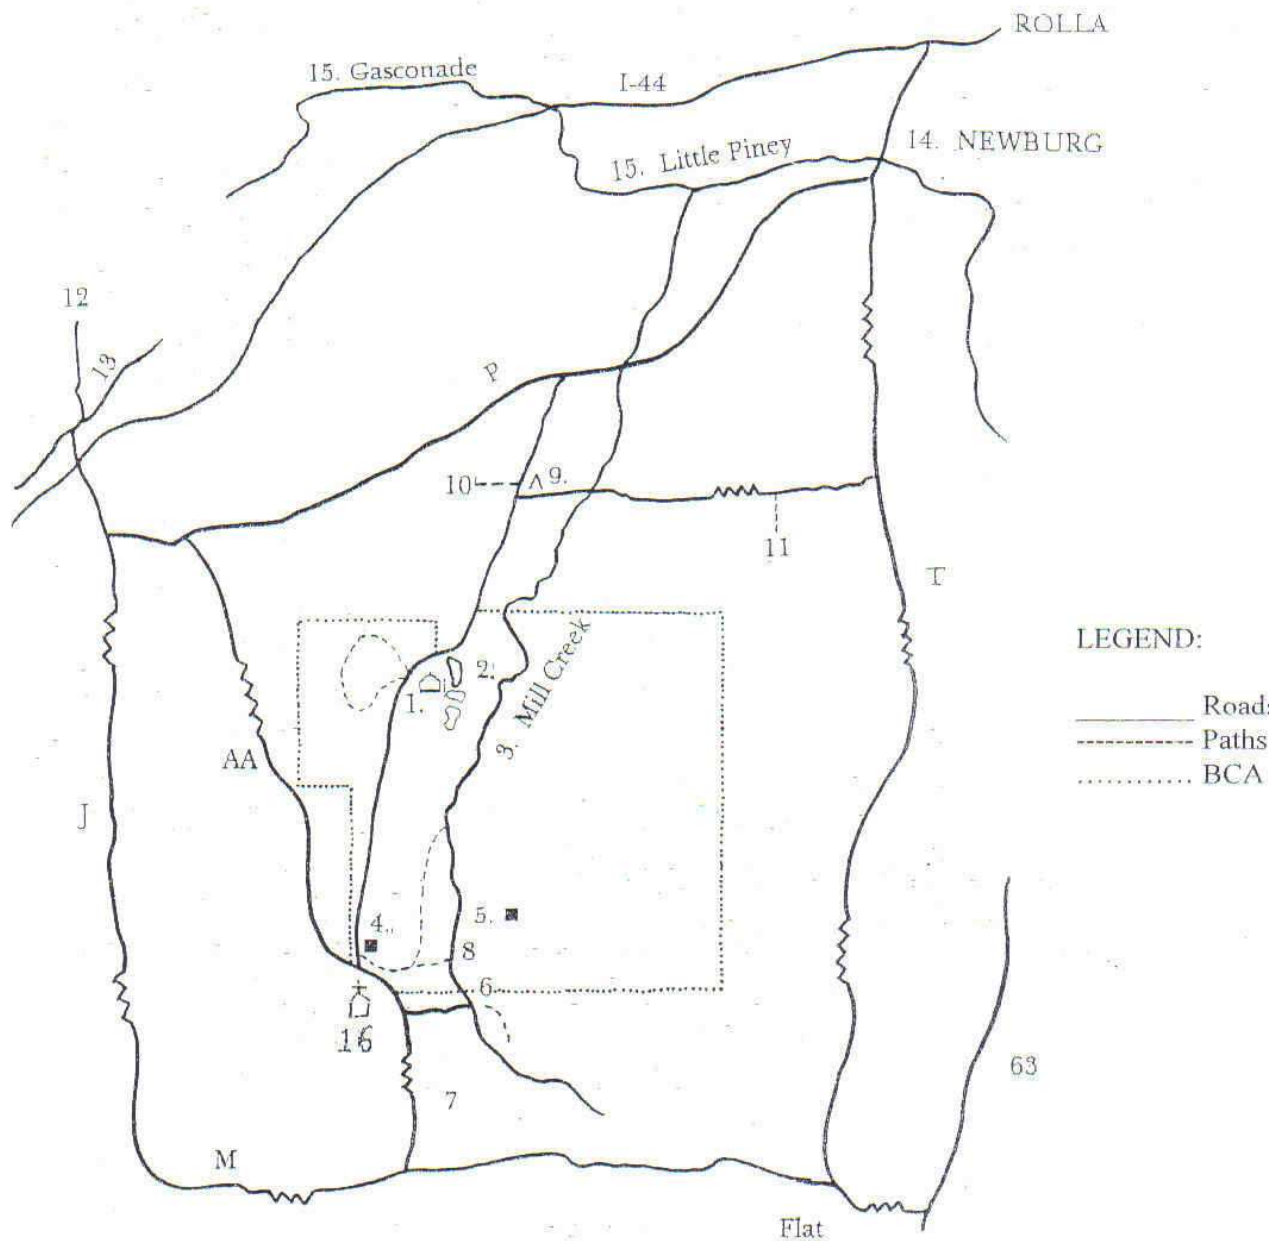 ROLLA
15. Gasconade
I-44
14. NEWBURG
15. Little Piney
12
13
P
10
9.
11
T
LEGEND:
Roads
Paths
BCA
2.
1.
3. Mill Creek
AA
J
4.
5.
8
6
16
63
7
M
Flat